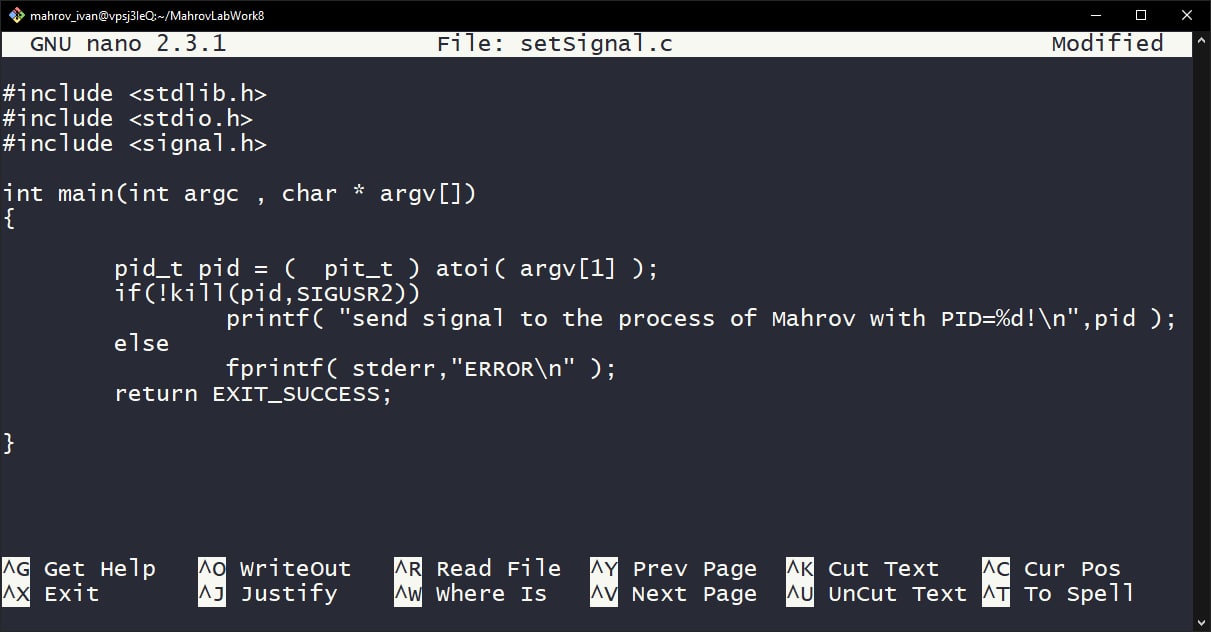 mahrov_ivan@vpsj3leQ:~/MahrovLabWork8
GNU nano 2.3.1 File: setSignal.c Modified
#include <stdlib.h>
#include <stdio.h>
#include <signal.h>
int main(int argc , char * argv[])
{
pid_t pid = (  pit_t ) atoi( argv[1] );
if(!kill(pid,SIGUSR2))
printf( "send signal to the process of Mahrov with PID=%d!\n",pid );
else
fprintf( stderr,"ERROR\n" );
return EXIT_SUCCESS;
}
^G Get Help ^O WriteOut ^R Read File ^Y Prev Page ^K Cut Text ^C Cur Pos
^X Exit ^J Justify ^W Where Is ^V Next Page ^U UnCut Text ^T To Spell